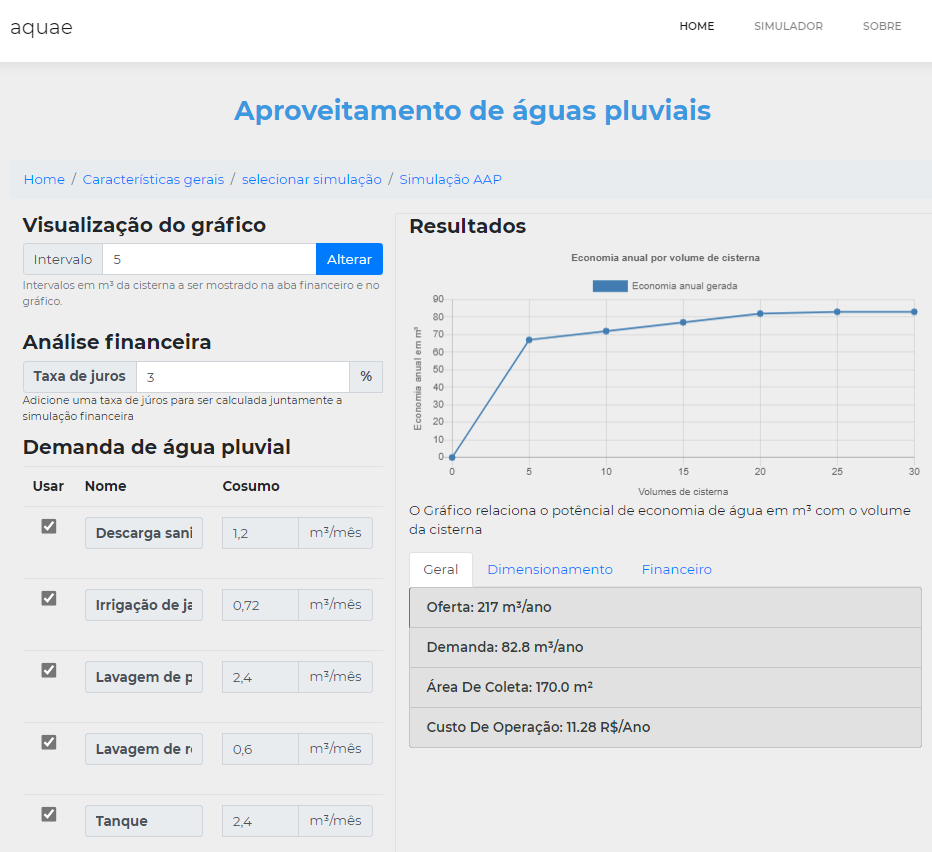 aquae
HOME
SIMULADOR
SOBRE
Aproveitamento de águas pluviais
Home / Características gerais / selecionar simulação / Simulação AAP
Visualização do gráfico
Intervalo 5 Alterar
Intervalos em m³ da cisterna a ser mostrado na aba financeiro e no
gráfico.
Análise financeira
Taxa de juros 3 %
Adicione uma taxa de júros para ser calculada juntamente a
simulação financeira
Demanda de água pluvial
Usar Nome Cosumo
Descarga sani 1,2 m³/mês
Irrigação de ja 0,72 m³/mês
Lavagem de p 2,4 m³/mês
Lavagem de r 0,6 m³/mês
Tanque 2,4 m³/mês
Resultados
Economia anual por volume de cisterna
Economia anual gerada
Economia anual em m³
90
80
70
60
50
40
30
20
10
0
0 5 10 15 20 25 30
Volumes de cisterna
O Gráfico relaciona o potêncial de economia de água em m³ com o volume
da cisterna
Geral Dimensionamento Financeiro
Oferta: 217 m³/ano
Demanda: 82.8 m³/ano
Área De Coleta: 170.0 m²
Custo De Operação: 11.28 R$/Ano